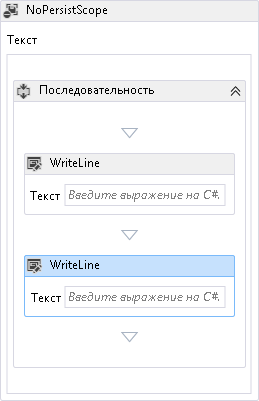 NoPersistScope
Текст
Последовательность
WriteLine
Текст Введите выражение на C#.
WriteLine
Текст Введите выражение на C#.